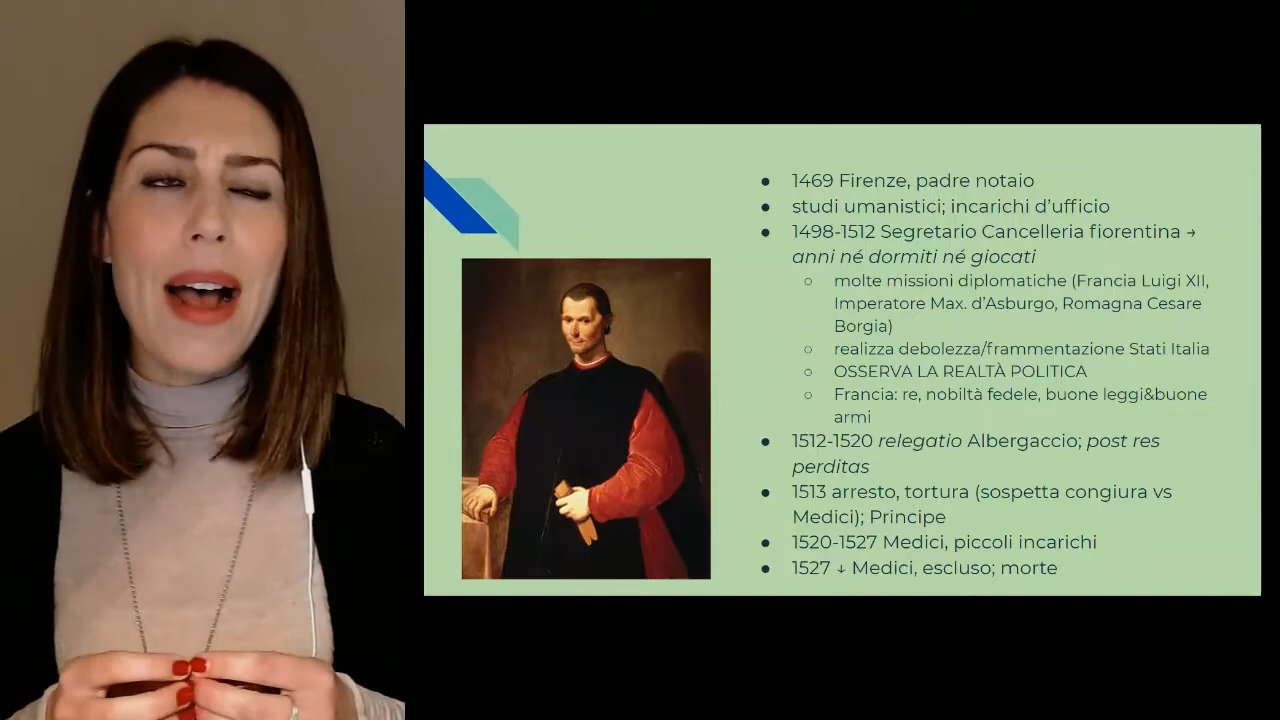 ● 1469 Firenze, padre notaio
● studi umanistici; incarichi d'ufficio
● 1498-1512 Segretario Cancelleria fiorentina →
anni né dormiti né giocati
○ molte missioni diplomatiche (Francia Luigi XII,
Imperatore Max. d'Asburgo, Romagna Cesare
Borgia)
○ realizza debolezza/frammentazione Stati Italia
○ OSSERVA LA REALTÀ POLITICA
○ Francia: re, nobiltà fedele, buone leggi&buone
armi
● 1512-1520 relegatio Albergaccio; post res
perditas
● 1513 arresto, tortura (sospetta congiura vs
Medici); Principe
● 1520-1527 Medici, piccoli incarichi
● 1527 ↓ Medici, escluso; morte